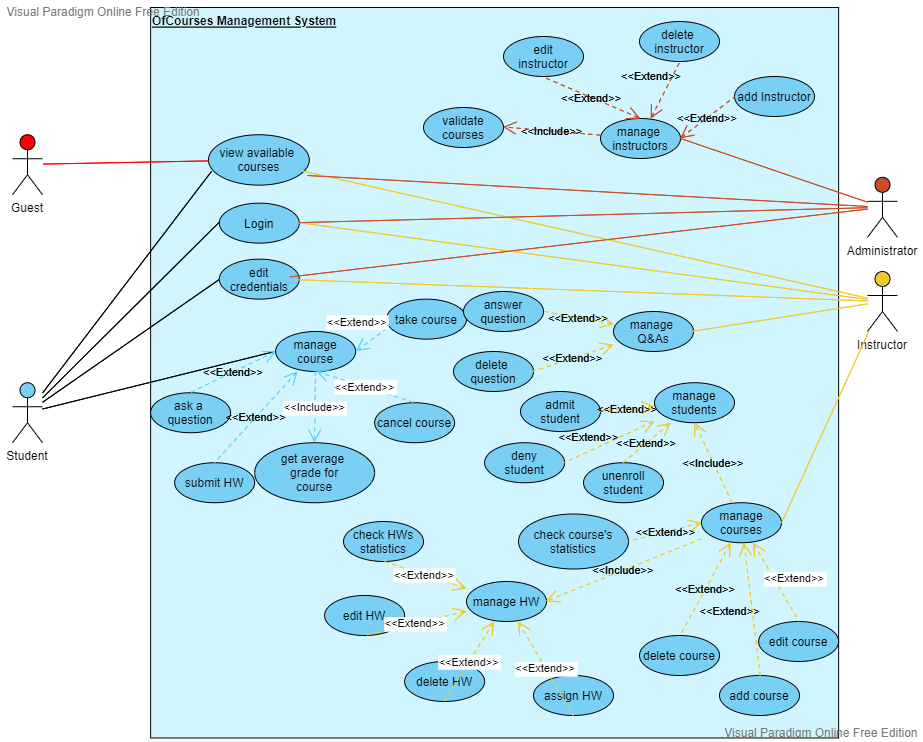 Visual Paradigm Online Free Edition
OfCourses Management System
edit
instructor
delete
instructor
<<Extend>>
<<Extend>>
add Instructor
validate
courses
<<Include>>
manage
instructors
<<Extend>>
view available
courses
Guest
Login
Administrator
edit
credentials
Instructor
take course
answer
question
<<Extend>>
<<Extend>>
manage
Q&As
manage
course
<<Extend>>
delete
question
<<Extend>>
<<Extend>>
ask a
question
<<Extend>>
<<Include>>
cancel course
admit
student
<<Extend>>
manage
students
Student
submit HW
get average
grade for
course
<<Extend>>
<<Extend>>
deny
student
unenroll
student
<<Include>>
manage
courses
check HWs
statistics
check course's
statistics
<<Extend>>
<<Extend>>
<<Include>>
<<Extend>>
<<Extend>>
<<Extend>>
manage HW
edit HW
<<Extend>>
delete course
edit course
<<Extend>>
<<Extend>>
delete HW
assign HW
add course
Visual Paradigm Online Free Edition